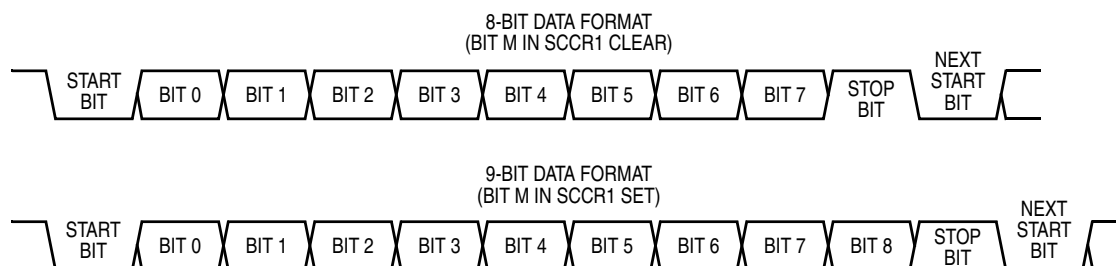 8-BIT DATA FORMAT
(BIT M IN SCCR1 CLEAR)
START BIT
BIT 0
BIT 1
BIT 2
BIT 3
BIT 4
BIT 5
BIT 6
BIT 7
STOP BIT
NEXT START BIT
9-BIT DATA FORMAT
(BIT M IN SCCR1 SET)
START BIT
BIT 0
BIT 1
BIT 2
BIT 3
BIT 4
BIT 5
BIT 6
BIT 7
BIT 8
STOP BIT
NEXT START BIT